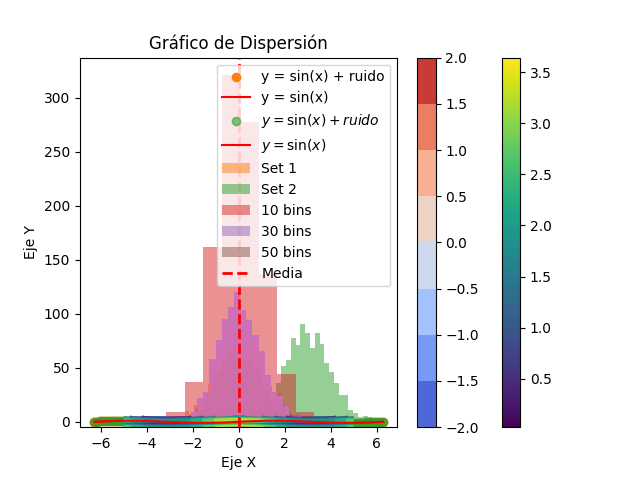 Gráfico de Dispersión
y = sin(x) + ruido
y = sin(x)
y = sin(x) + ruido
y = sin(x)
Set 1
Set 2
10 bins
30 bins
50 bins
Media
Eje Y
300
250
200
150
100
50
0
−6 −4 −2 0 2 4 6
Eje X
2.0
1.5
1.0
0.5
0.0
−0.5
−1.0
−1.5
−2.0
3.5
3.0
2.5
2.0
1.5
1.0
0.5